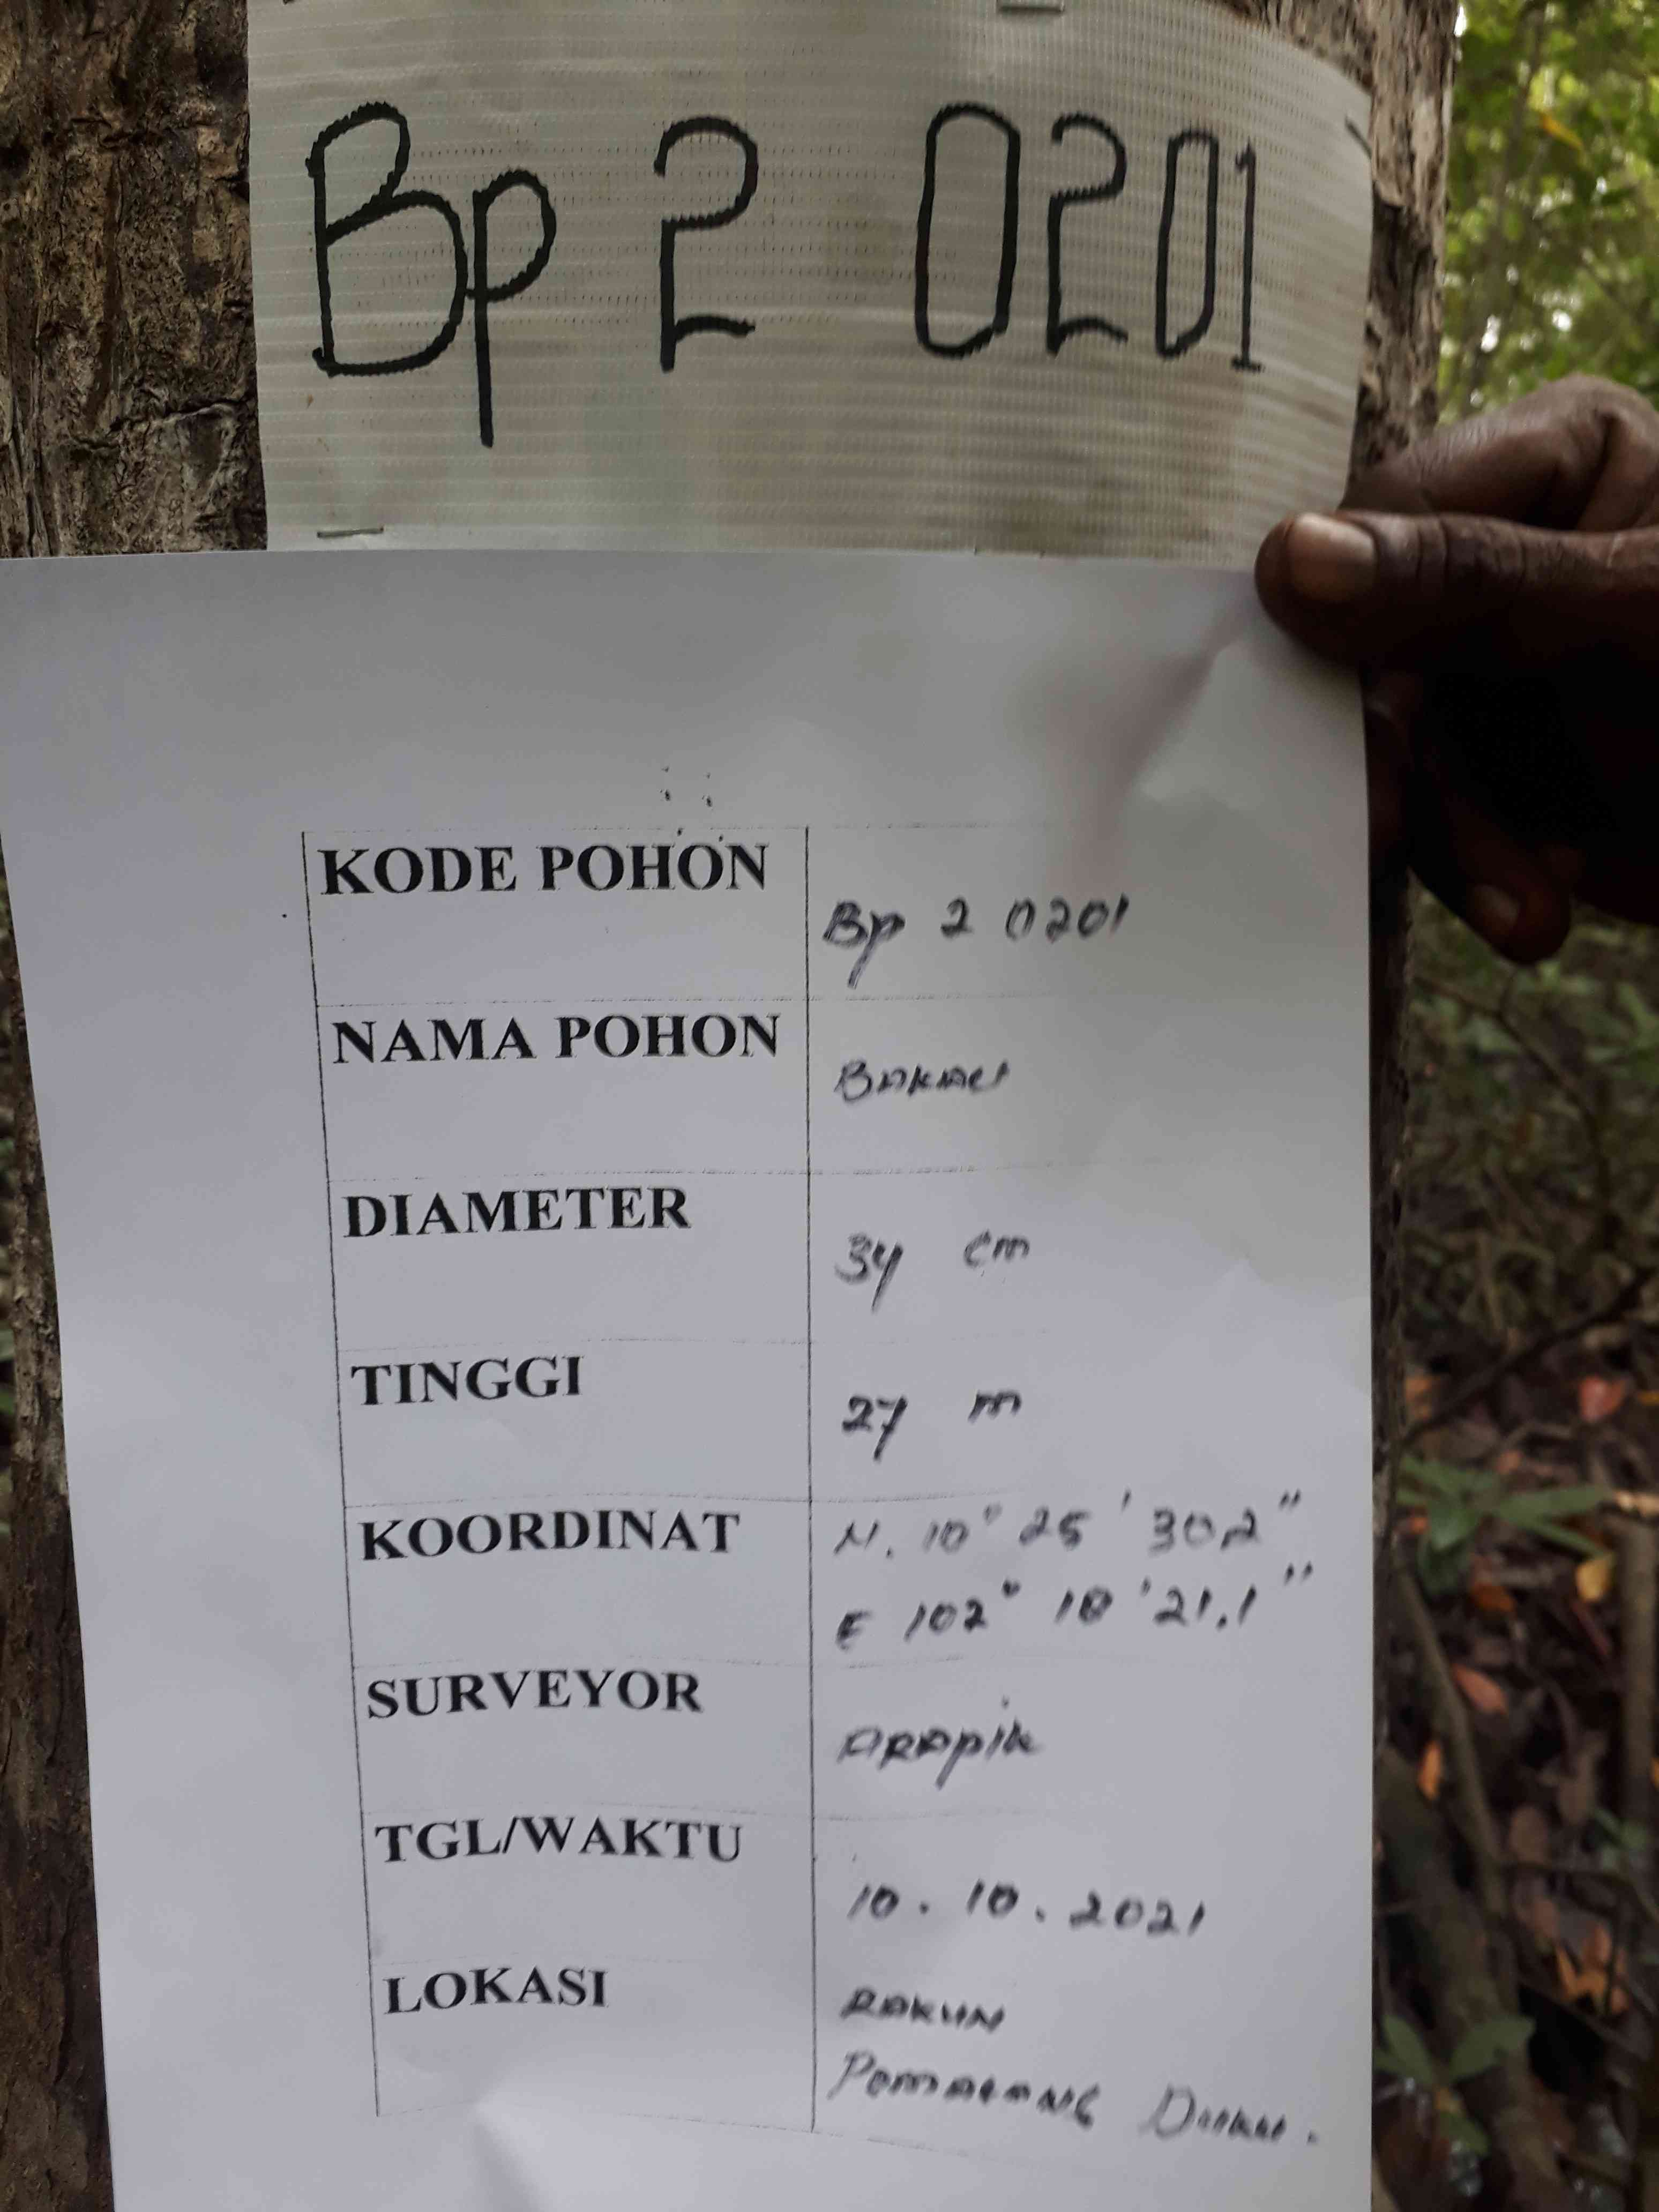 Bp 2 0201
KODE POHON
Bp 2 0201
NAMA POHON
BAKAU
DIAMETER
34 cm
TINGGI
27 m
KOORDINAT
N. 10° 25' 30,2"
E 102° 10' 21,1"
SURVEYOR
ARAPIK
TGL/WAKTU
10. 10. 2021
LOKASI
RAKUN
PEMATANG DUKU.